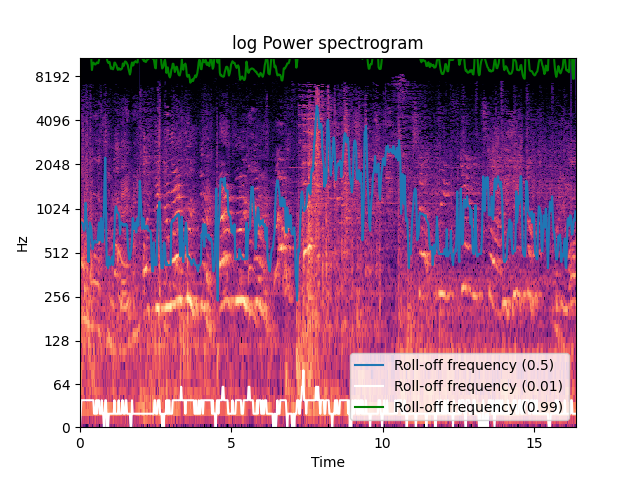 log Power spectrogram
Hz
8192
4096
2048
1024
512
256
128
64
0
Roll-off frequency (0.5)
Roll-off frequency (0.01)
Roll-off frequency (0.99)
0 5 10 15
Time